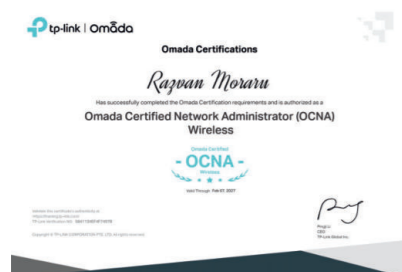 tp-link | Omada
Omada Certifications
Razvan Moraru
Has successfully completed the Omada Certification requirements and is authorized as a
Omada Certified Network Administrator (OCNA)
Wireless
Omada Certified
- OCNA -
Wireless
Valid Through: Feb 07, 2027
CEO